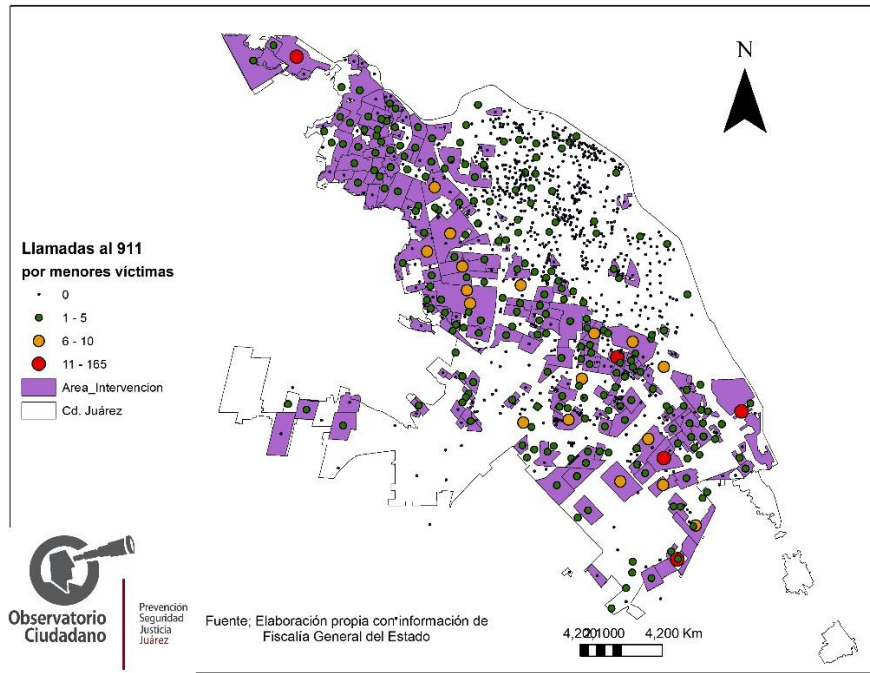 N
Llamadas al 911
por menores víctimas
0
1 - 5
6 - 10
11 - 165
Area_Intervencion
Cd. Juárez
Observatorio
Ciudadano
Prevención
Seguridad
Justicia
Juárez
Fuente; Elaboración propia con información de
Fiscalía General del Estado
4,200 Km